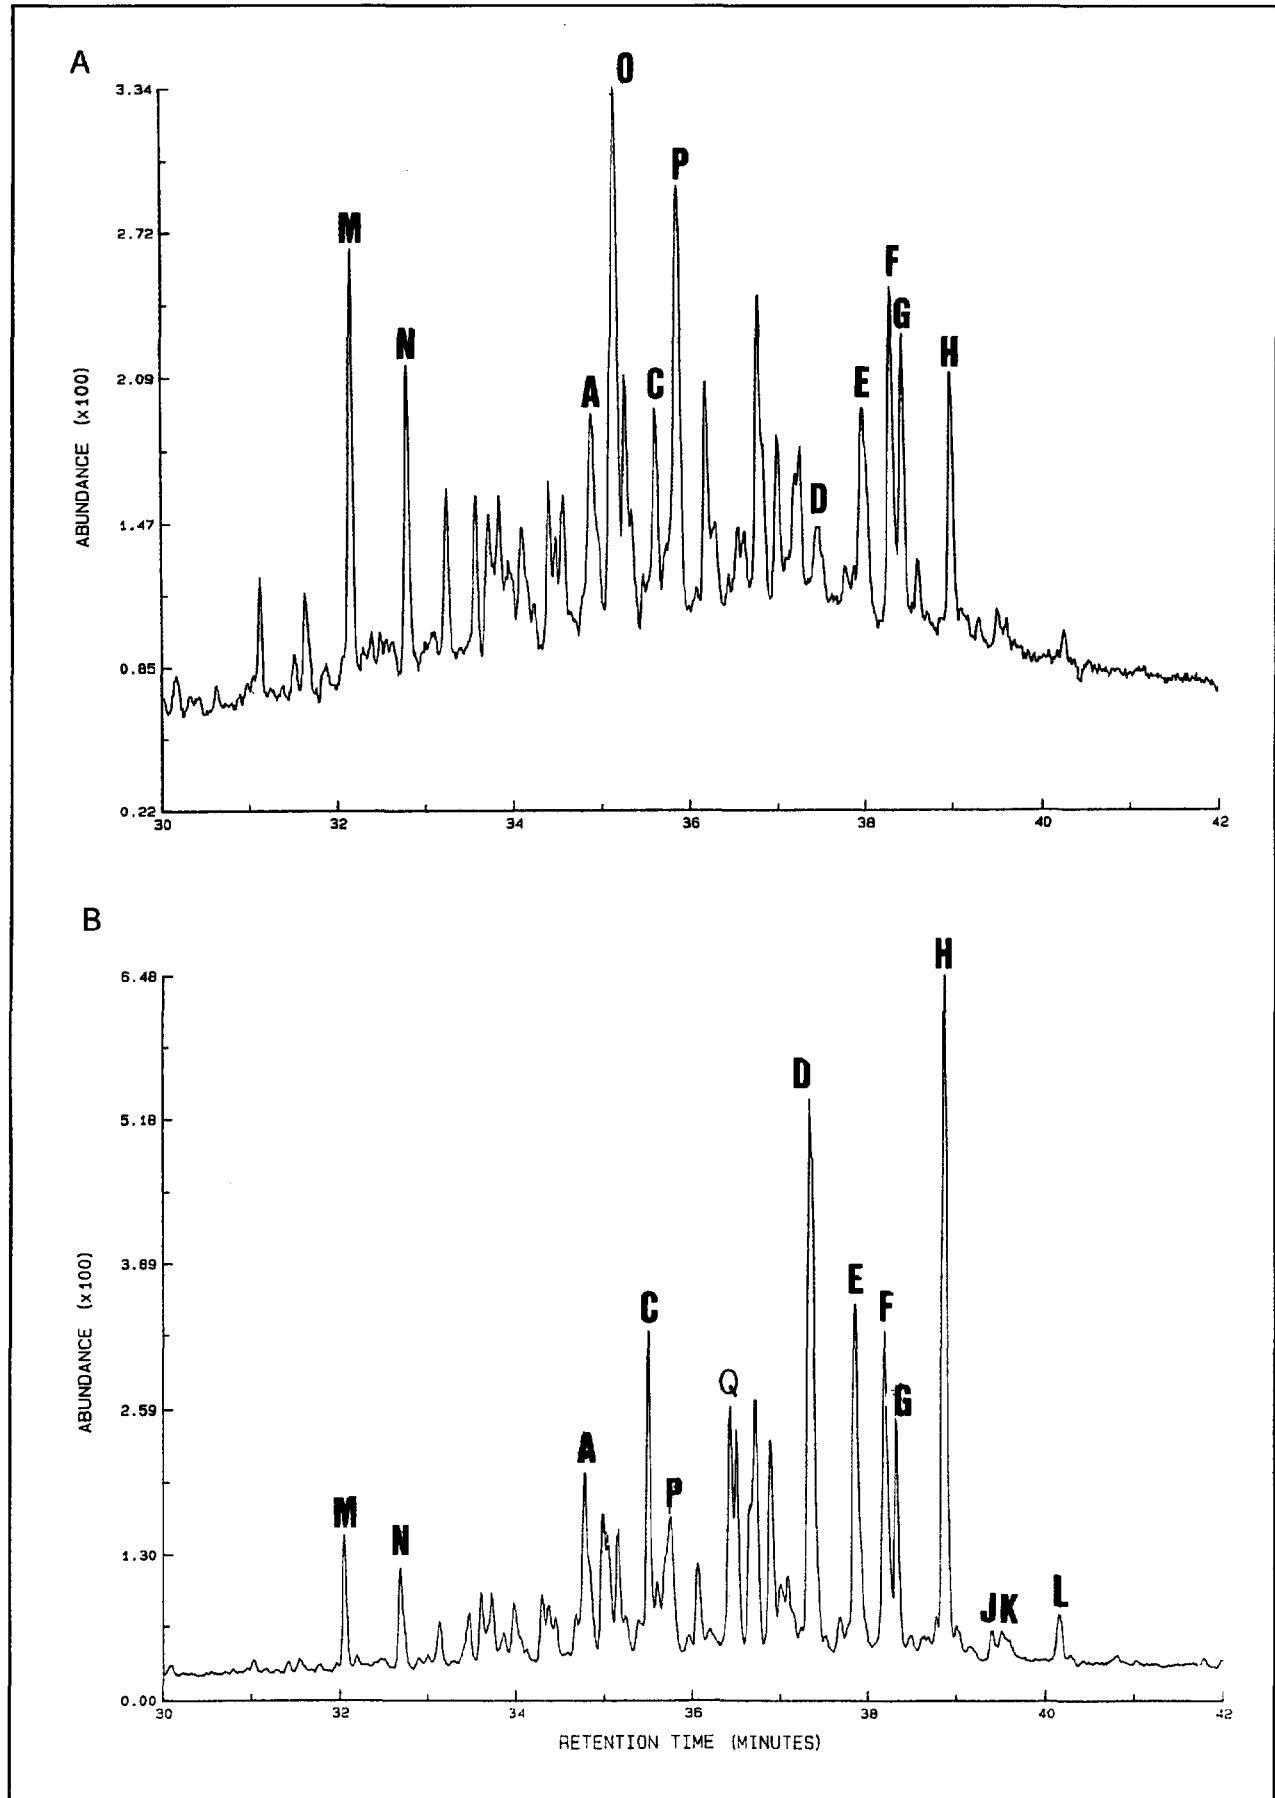 A
O
3.34
P
M
2.72
F
G
N
H
2.09
E
A
C
ABUNDANCE (x100)
D
1.47
0.85
0.22
30
32
34
36
38
40
42
B
H
6.48
D
5.18
E
3.89
C
F
ABUNDANCE (x100)
Q
2.59
G
A
P
M
N
1.30
JK
L
0.00
30
32
34
36
38
40
42
RETENTION TIME (MINUTES)